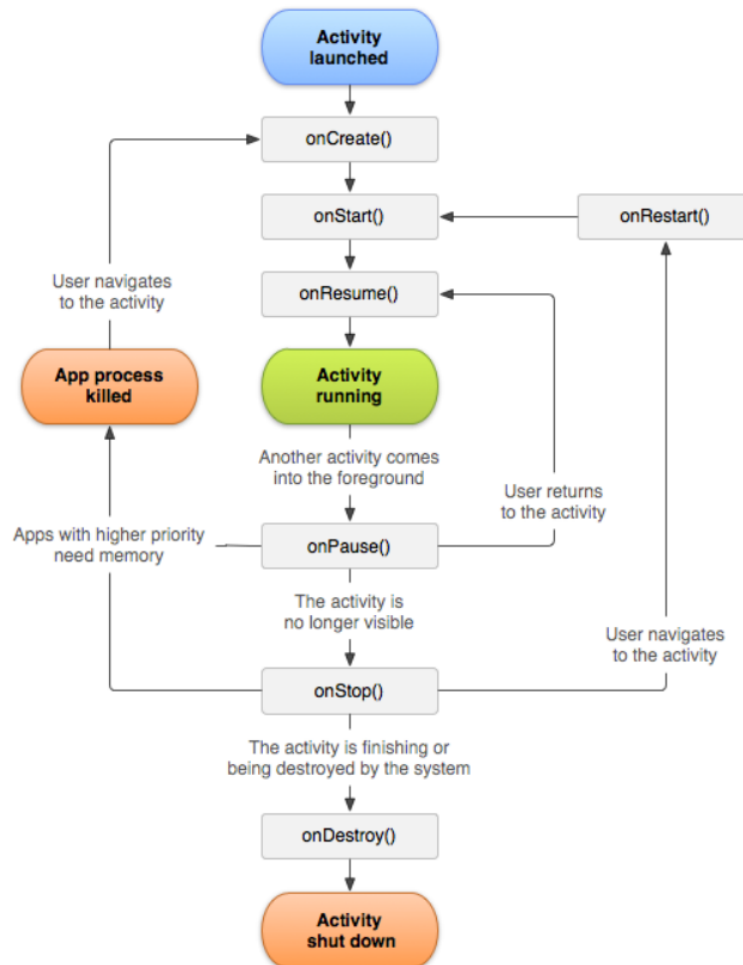 Activity
launched
onCreate()
onStart()
onRestart()
User navigates
to the activity
onResume()
App process
killed
Activity
running
Another activity comes
into the foreground
User returns
to the activity
Apps with higher priority
need memory
onPause()
The activity is
no longer visible
User navigates
to the activity
onStop()
The activity is finishing or
being destroyed by the system
onDestroy()
Activity
shut down